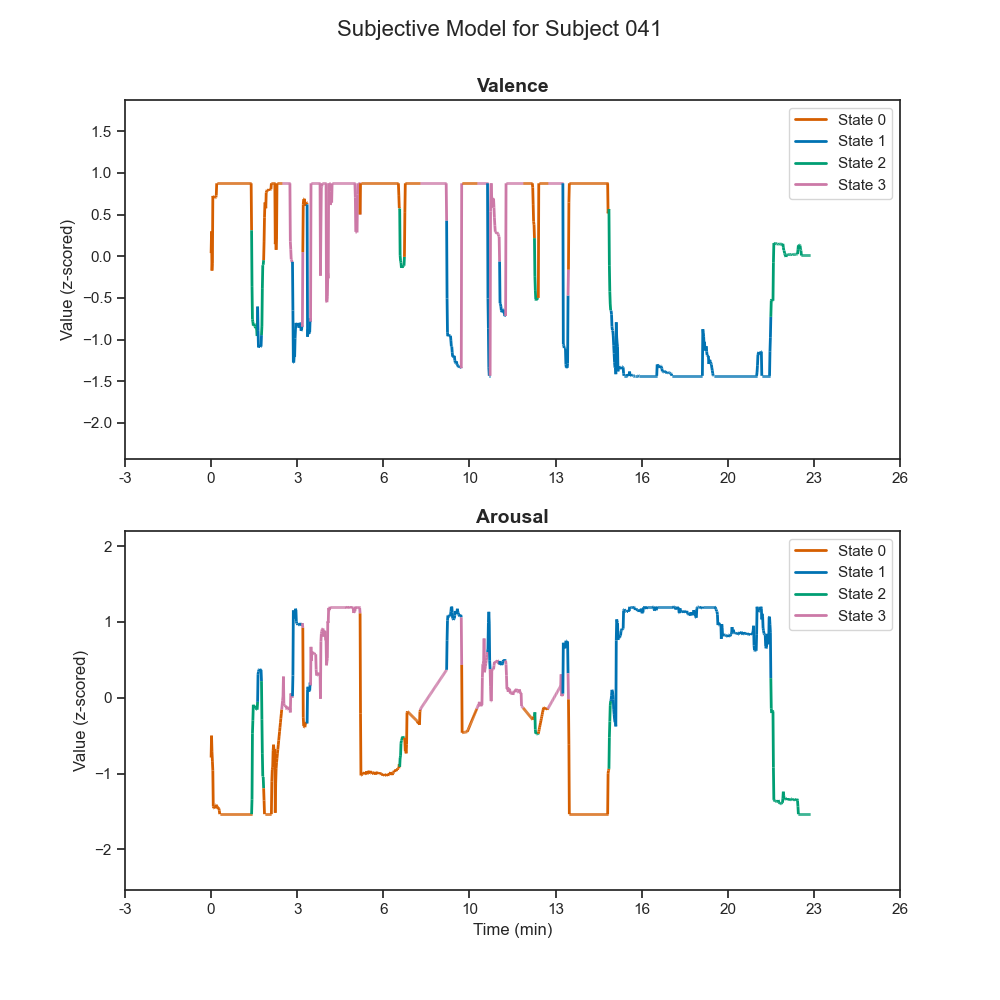 Subjective Model for Subject 041
Valence
Value (z-scored)
1.5
1.0
0.5
0.0
−0.5
−1.0
−1.5
−2.0
State 0
State 1
State 2
State 3
-3 0 3 6 10 13 16 20 23 26
Arousal
Value (z-scored)
2
1
0
−1
−2
State 0
State 1
State 2
State 3
-3 0 3 6 10 13 16 20 23 26
Time (min)